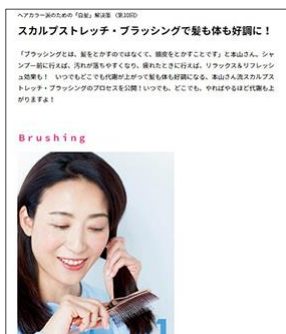 ヘアカラー派のための「白髪」解決策（第10回）
スカルプストレッチ・ブラッシングで髪も体も好調に！
「ブラッシングとは、髪をとかすのではなくて、頭皮をとかすことです」と本山さん。シャ
ンプー前に行えば、汚れが落ちやすくなり、疲れたときに行えば、リラックス＆リフレッシ
ュ効果も！　いつでもどこでも代謝が上がって髪も体も好調になる、本山さん流スカルプス
トレッチ・ブラッシングのプロセスを公開！いつでも、どこでも、やればやるほど代謝も上
がりますよ！
Brushing
1